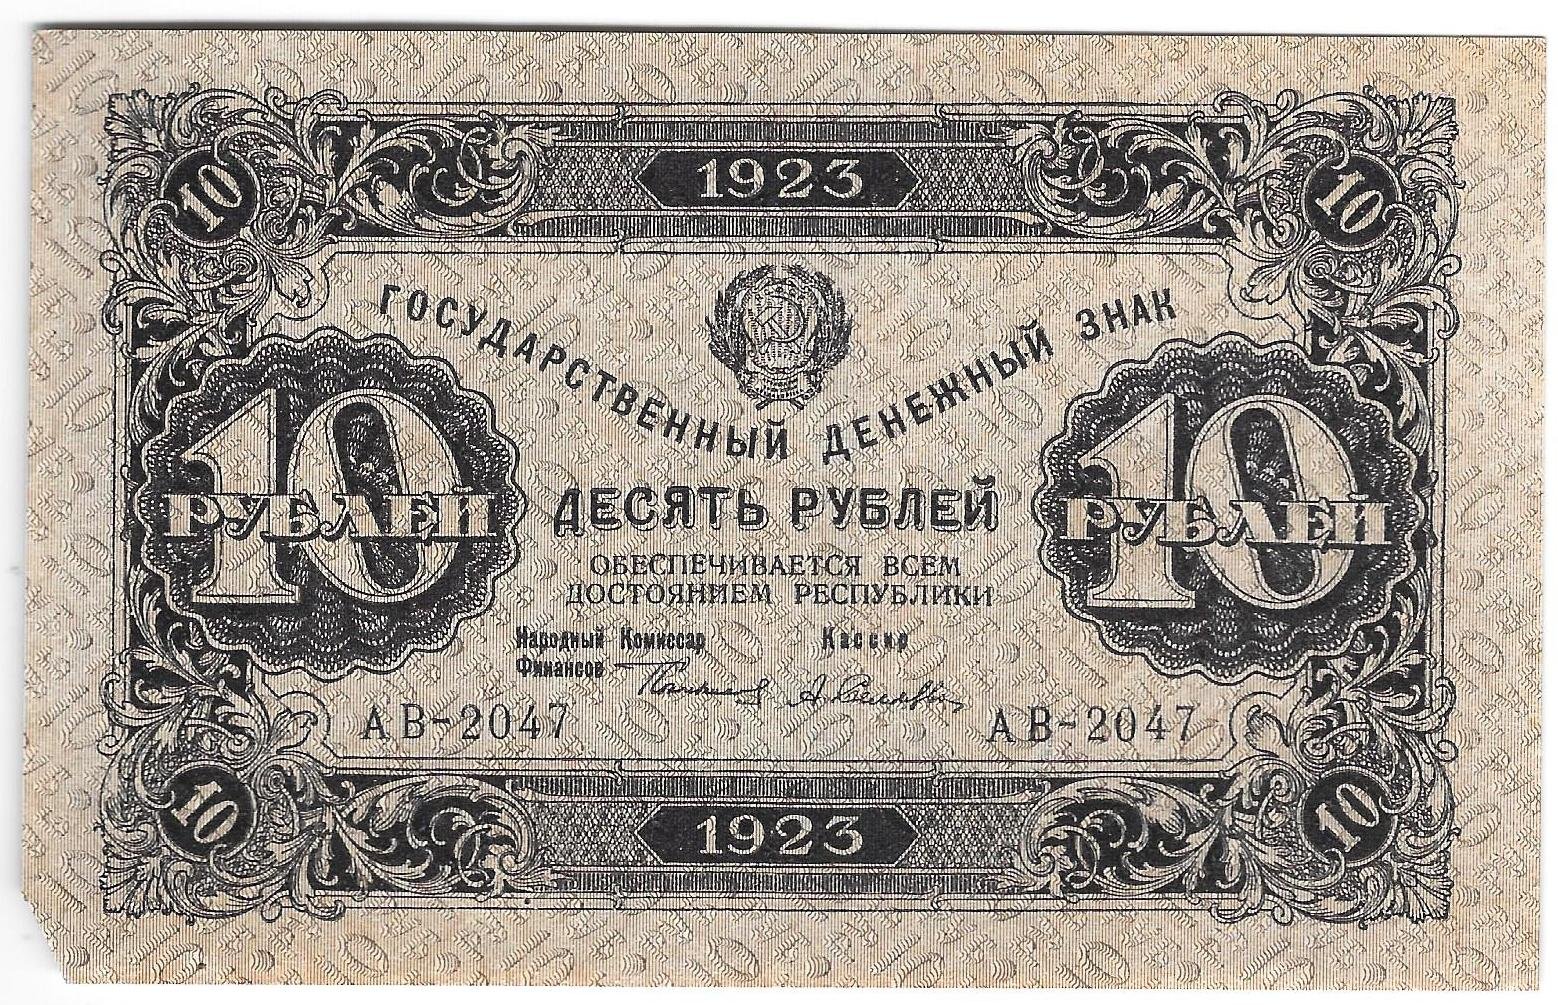 10 1923 10
ГОСУДАРСТВЕННЫЙ ДЕНЕЖНЫЙ ЗНАК
10 РУБЛЕЙ
10 РУБЛЕЙ
ДЕСЯТЬ РУБЛЕЙ
ОБЕСПЕЧИВАЕТСЯ ВСЕМ
ДОСТОЯНИЕМ РЕСПУБЛИКИ
Народный Комиссар
Финансов
Кассир
АВ-2047 АВ-2047
10 1923 10